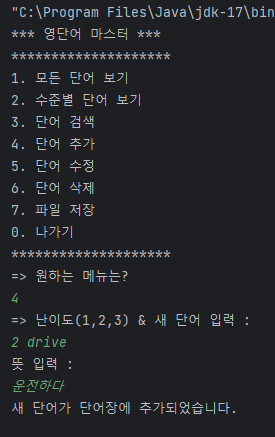 "C:\Program Files\Java\jdk-17\bin
*** 영단어 마스터 ***
********************
1. 모든 단어 보기
2. 수준별 단어 보기
3. 단어 검색
4. 단어 추가
5. 단어 수정
6. 단어 삭제
7. 파일 저장
0. 나가기
********************
=> 원하는 메뉴는?
4
=> 난이도(1,2,3) & 새 단어 입력 :
2 drive
뜻 입력 :
운전하다
새 단어가 단어장에 추가되었습니다.